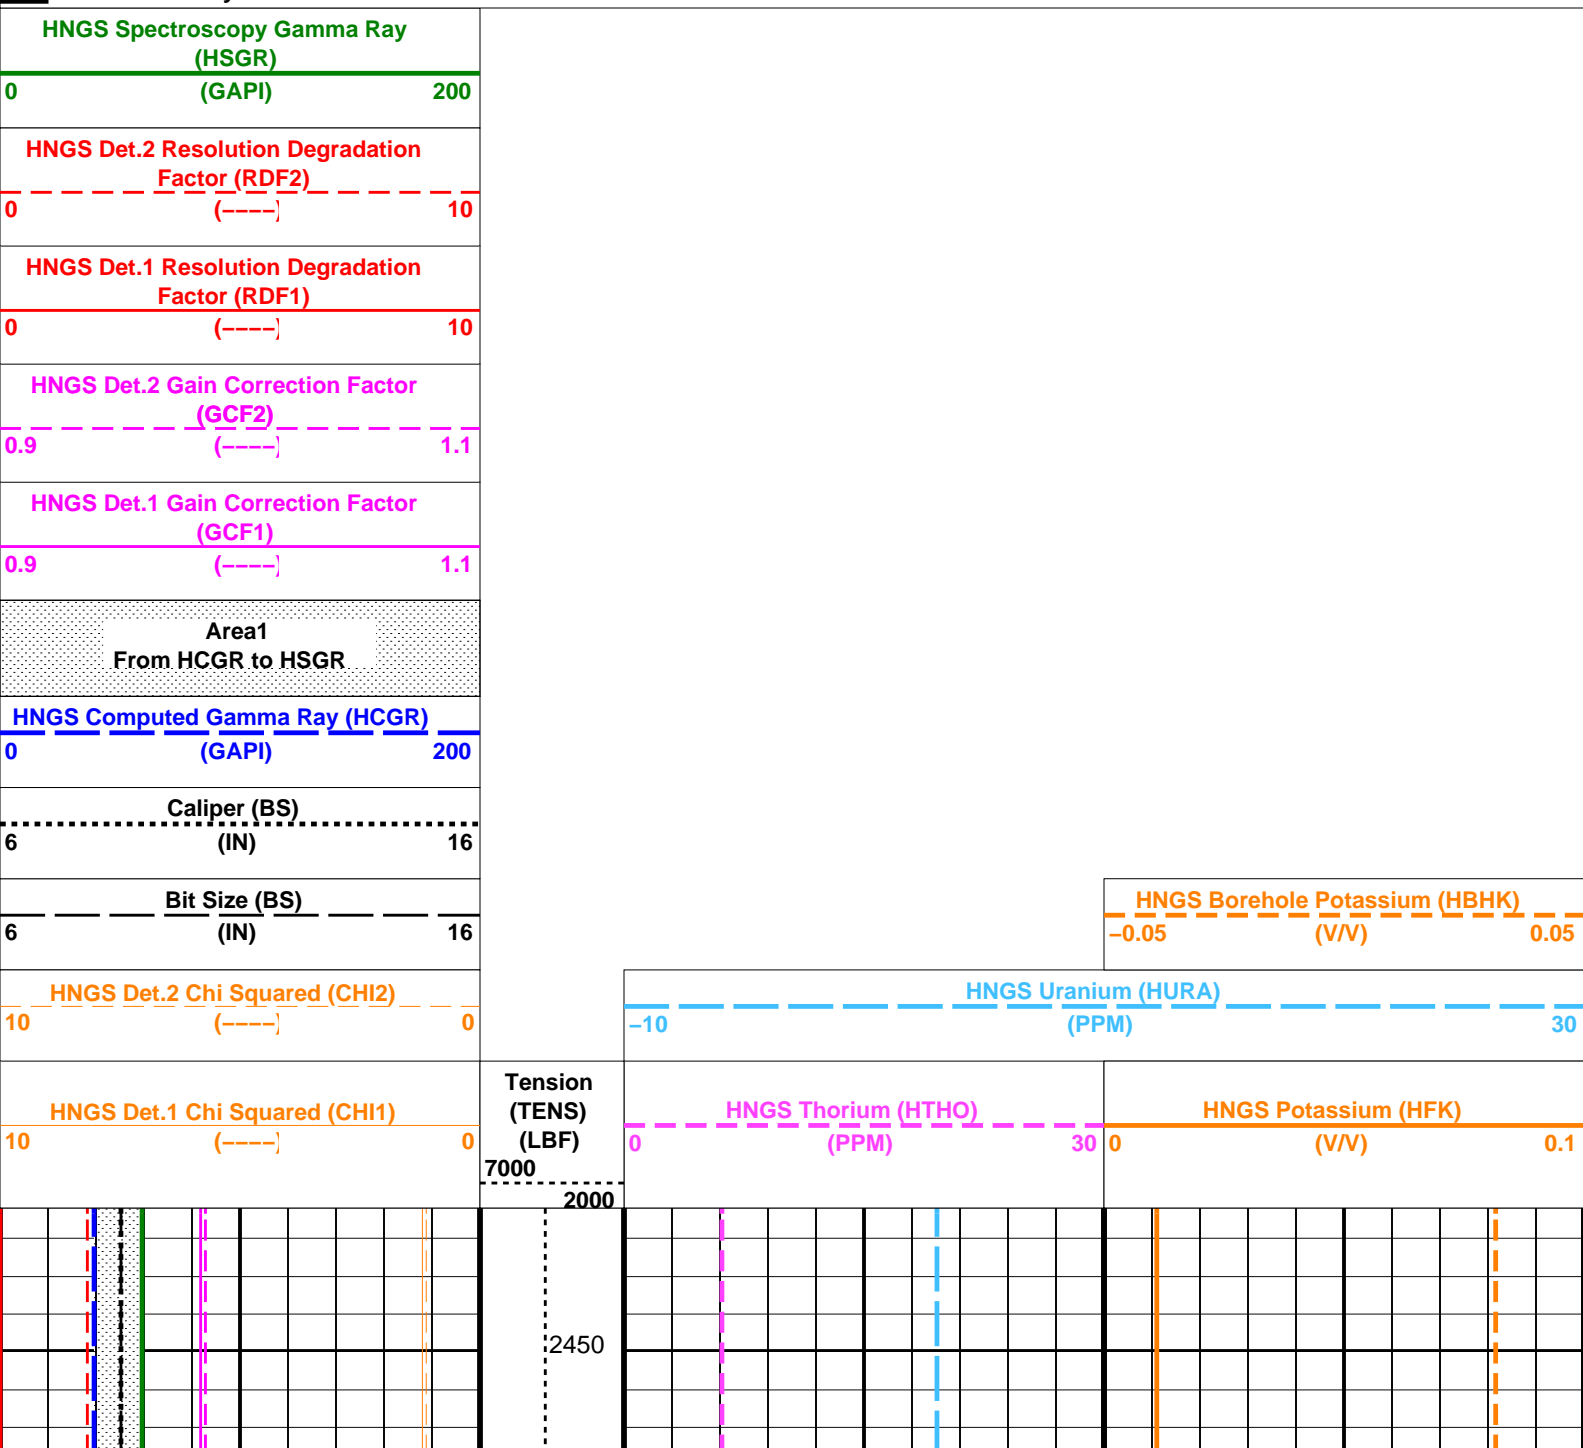 HNGS Spectroscopy Gamma Ray
(HSGR)
0 (GAPI) 200
HNGS Det.2 Resolution Degradation
Factor (RDF2)
0 (----) 10
HNGS Det.1 Resolution Degradation
Factor (RDF1)
0 (----) 10
HNGS Det.2 Gain Correction Factor
(GCF2)
0.9 (----) 1.1
HNGS Det.1 Gain Correction Factor
(GCF1)
0.9 (----) 1.1
Area1
From HCGR to HSGR
HNGS Computed Gamma Ray (HCGR)
0 (GAPI) 200
Caliper (BS)
6 (IN) 16
Bit Size (BS)
6 (IN) 16
HNGS Borehole Potassium (HBHK)
-0.05 (V/V) 0.05
HNGS Det.2 Chi Squared (CHI2)
10 (----) 0
HNGS Uranium (HURA)
-10 (PPM) 30
HNGS Det.1 Chi Squared (CHI1)
10 (----) 0
Tension
(TENS)
(LBF)
7000
2000
HNGS Thorium (HTHO)
0 (PPM) 30
HNGS Potassium (HFK)
0 (V/V) 0.1
2450